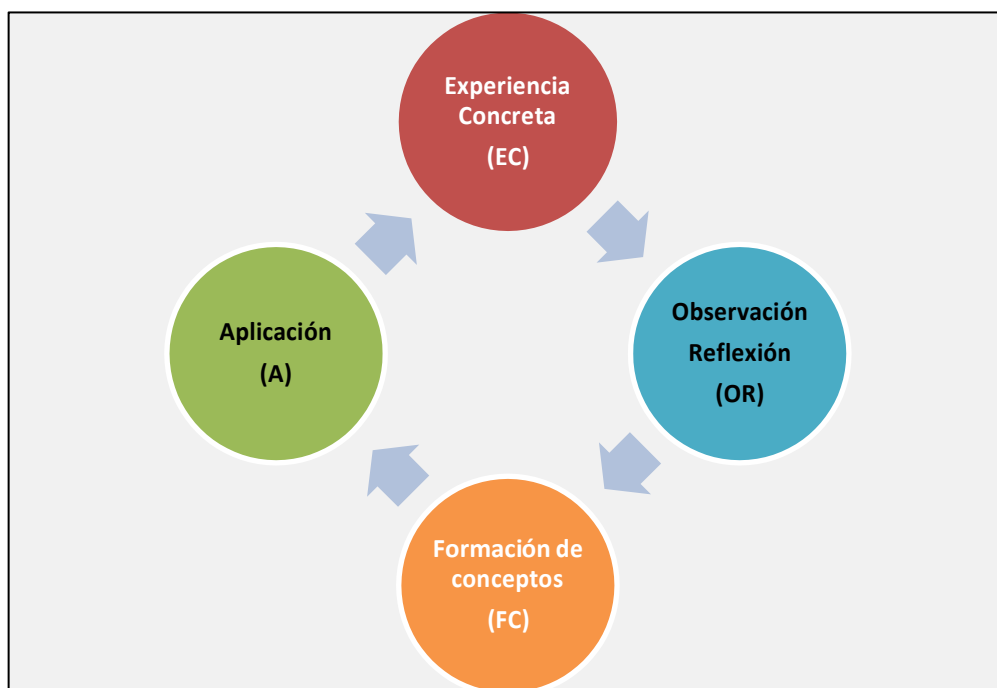 Experiencia
Concreta
(EC)
Observación
Reflexión
(OR)
Formación de
conceptos
(FC)
Aplicación
(A)